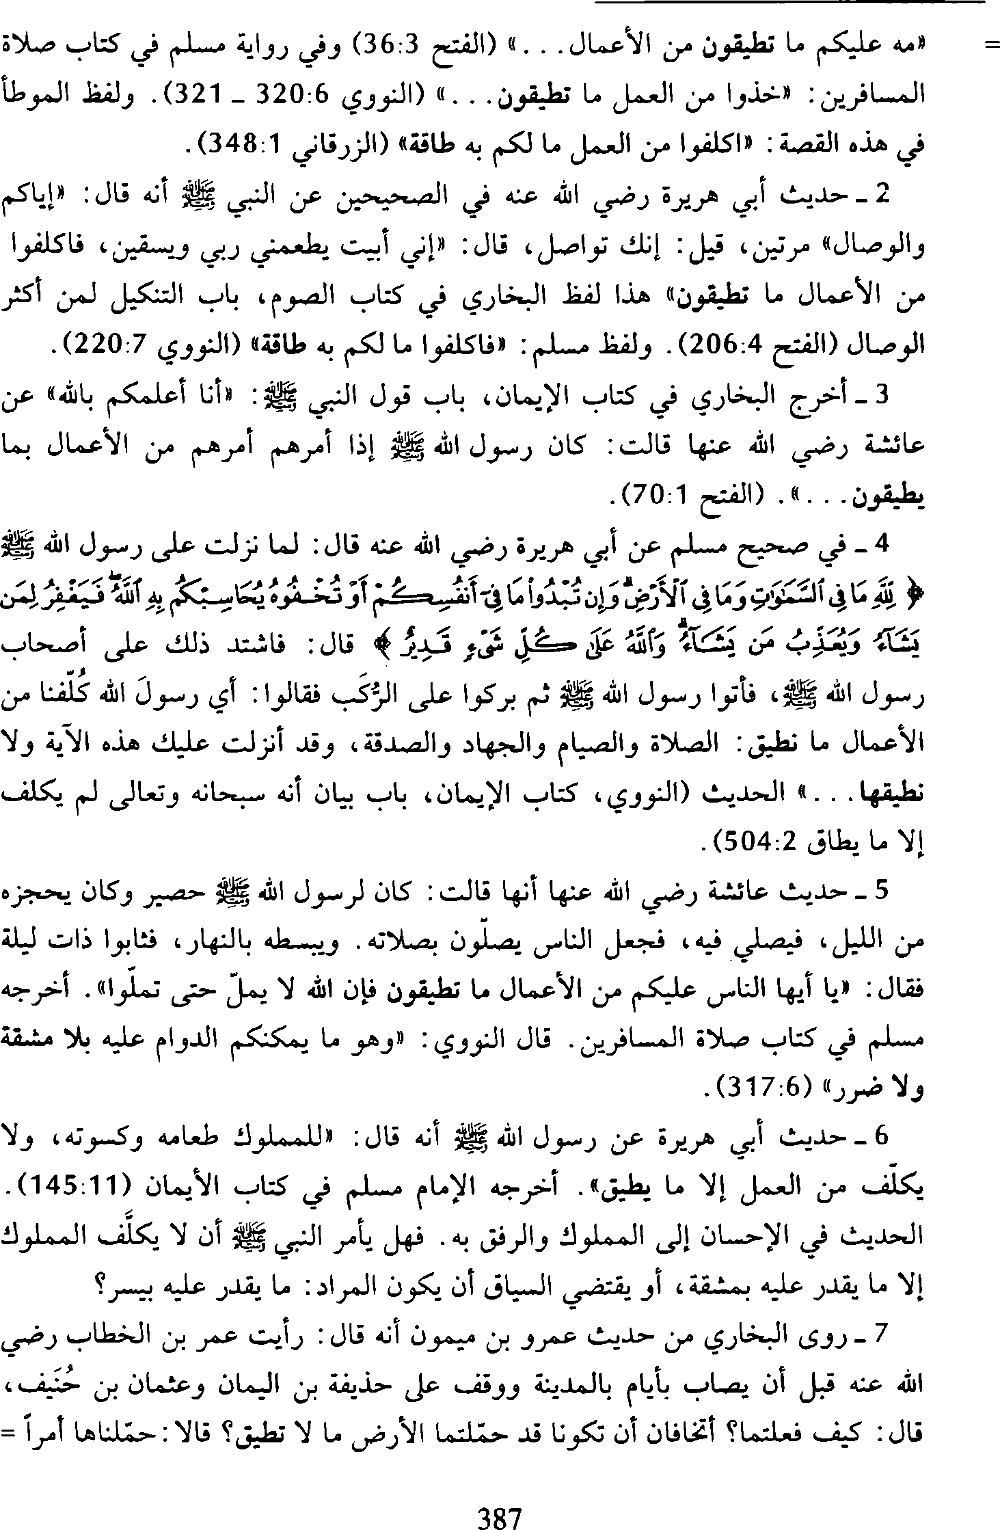 = «مه عليكم ما تطيقون من الأعمال. . .» (الفتح 36:3) وفي رواية مسلم في كتاب صلاة
المسافرين: «خذوا من العمل ما تطيقون. . .» (النووي 320:6 ـ 321). ولفظ الموطأ
في هذه القصة: «اكلفوا من العمل ما لكم به طاقة» (الزرقاني 348:1).
2 ـ حديث أبي هريرة رضي الله عنه في الصحيحين عن النبي ﷺ أنه قال: «إياكم
والوصال» مرتين، قيل: إنك تواصل، قال: «إني أبيت يطعمني ربي ويسقين، فاكلفوا
من الأعمال ما تطيقون» هذا لفظ البخاري في كتاب الصوم، باب التنكيل لمن أكثر
الوصال (الفتح 206:4). ولفظ مسلم: «فاكلفوا ما لكم به طاقة» (النووي 220:7).
3 ـ أخرج البخاري في كتاب الإيمان، باب قول النبي ﷺ: «أنا أعلمكم بالله» عن
عائشة رضي الله عنها قالت: كان رسول الله ﷺ إذا أمرهم أمرهم من الأعمال بما
يطيقون. . .». (الفتح 70:1).
4 ـ في صحيح مسلم عن أبي هريرة رضي الله عنه قال: لما نزلت على رسول الله ﷺ
﴿ لِلَّهِ مَا فِي السَّمَاوَاتِ وَمَا فِي الْأَرْضِ وَإِن تُبْدُوا مَا فِي أَنفُسِكُمْ أَوْ تُخْفُوهُ يُحَاسِبْكُم بِهِ اللَّهُ فَيَغْفِرُ لِمَن
يَشَاءُ وَيُعَذِّبُ مَن يَشَاءُ وَاللَّهُ عَلَىٰ كُلِّ شَيْءٍ قَدِيرٌ ﴾ قال: فاشتد ذلك على أصحاب
رسول الله ﷺ، فأتوا رسول الله ﷺ ثم بركوا على الرُّكَب فقالوا: أي رسولَ الله كُلّفنا من
الأعمال ما نطيق: الصلاة والصيام والجهاد والصدقة، وقد أنزلت عليك هذه الآية ولا
نطيقها. . .» الحديث (النووي، كتاب الإيمان، باب بيان أنه سبحانه وتعالى لم يكلف
إلا ما يطاق 504:2).
5 ـ حديث عائشة رضي الله عنها أنها قالت: كان لرسول الله ﷺ حصير وكان يحجزه
من الليل، فيصلي فيه، فجعل الناس يصلّون بصلاته. ويبسطه بالنهار، فثابوا ذات ليلة
فقال: «يا أيها الناس عليكم من الأعمال ما تطيقون فإن الله لا يملّ حتى تملّوا». أخرجه
مسلم في كتاب صلاة المسافرين. قال النووي: «وهو ما يمكنكم الدوام عليه بلا مشقة
ولا ضرر» (317:6).
6 ـ حديث أبي هريرة عن رسول الله ﷺ أنه قال: «للمملوك طعامه وكسوته، ولا
يكلّف من العمل إلا ما يطيق». أخرجه الإمام مسلم في كتاب الأيمان (145:11).
الحديث في الإحسان إلى المملوك والرفق به. فهل يأمر النبي ﷺ أن لا يكلَّف المملوك
إلا ما يقدر عليه بمشقة، أو يقتضي السياق أن يكون المراد: ما يقدر عليه بيسر؟
7 ـ روى البخاري من حديث عمرو بن ميمون أنه قال: رأيت عمر بن الخطاب رضي
الله عنه قبل أن يصاب بأيام بالمدينة ووقف على حذيفة بن اليمان وعثمان بن حُنَيف،
قال: كيف فعلتما؟ أتخافان أن تكونا قد حمّلتما الأرض ما لا تطيق؟ قالا: حمّلناها أمراً =
387